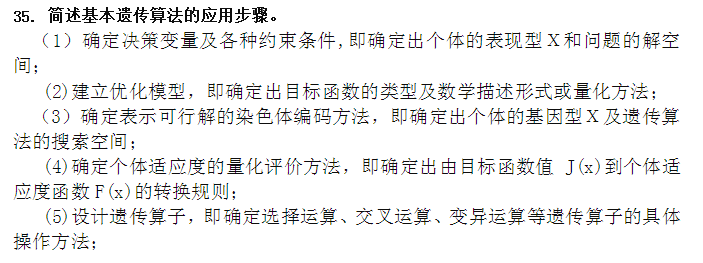 35. 简述基本遗传算法的应用步骤。
（1）确定决策变量及各种约束条件,即确定出个体的表现型X和问题的解空
间；
(2)建立优化模型，即确定出目标函数的类型及数学描述形式或量化方法；
（3）确定表示可行解的染色体编码方法，即确定出个体的基因型X及遗传算
法的搜索空间；
(4)确定个体适应度的量化评价方法，即确定出由目标函数值 J(x)到个体适
应度函数F(x)的转换规则；
(5)设计遗传算子，即确定选择运算、交叉运算、变异运算等遗传算子的具体
操作方法；